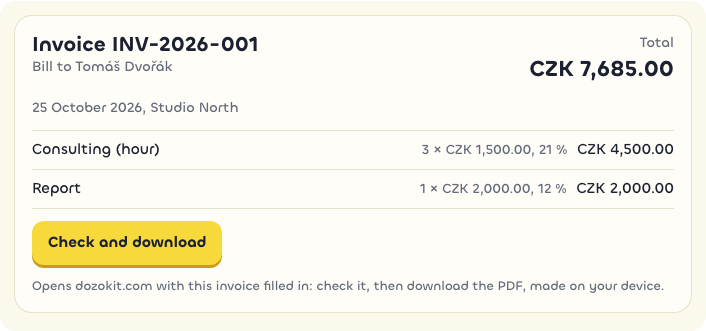 Invoice INV-2026-001
Total
Bill to Tomáš Dvořák
CZK 7,685.00
25 October 2026, Studio North
Consulting (hour) 3 × CZK 1,500.00, 21 % CZK 4,500.00
Report 1 × CZK 2,000.00, 12 % CZK 2,000.00
Check and download
Opens dozokit.com with this invoice filled in: check it, then download the PDF, made on your device.